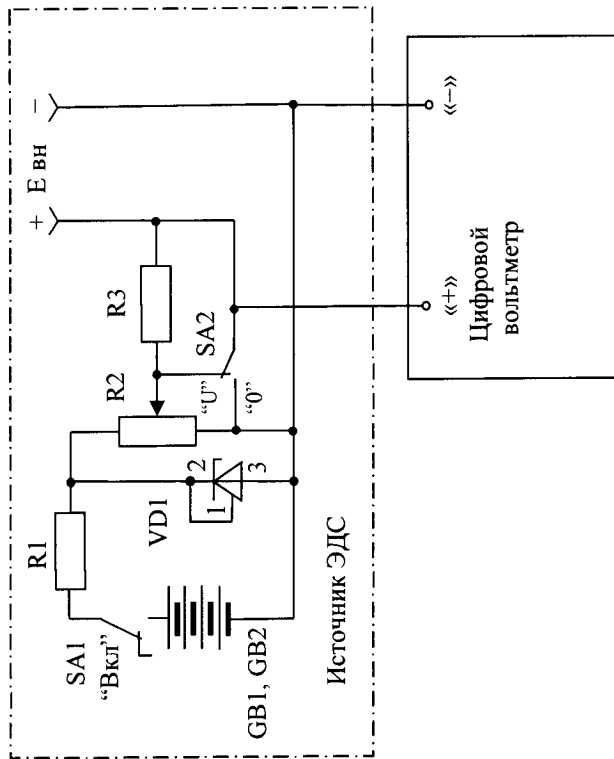 SA1
“Вкл”
GB1, GB2
R1
VD1
1
2
3
R2
R3
“U”
“0”
SA2
+ Е вн −
Источник ЭДС
«+»
«−»
Цифровой
вольтметр